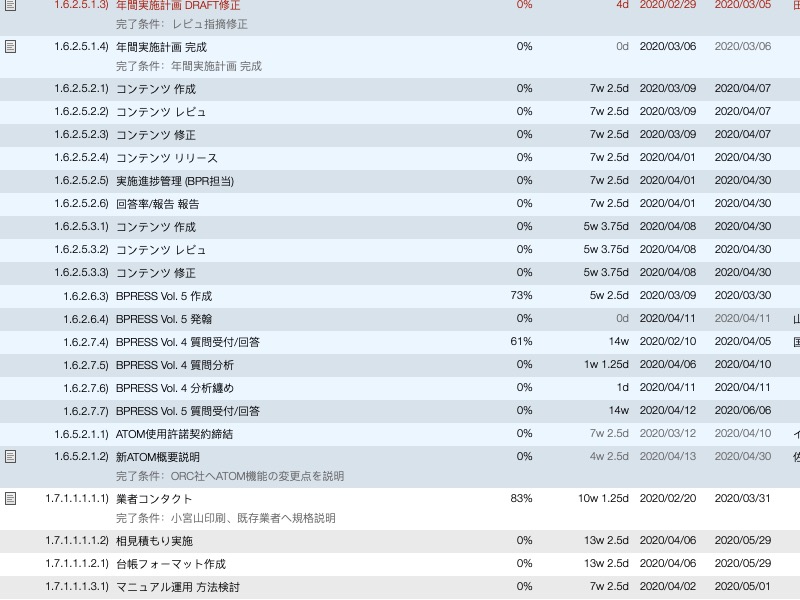 1.6.2.5.1.3) 年間実施計画 DRAFT修正 0% 4d 2020/02/29 2020/03/05
完了条件: レビュ指摘修正
1.6.2.5.1.4) 年間実施計画 完成 0% 0d 2020/03/06 2020/03/06
完了条件: 年間実施計画 完成
1.6.2.5.2.1) コンテンツ 作成 0% 7w 2.5d 2020/03/09 2020/04/07
1.6.2.5.2.2) コンテンツ レビュ 0% 7w 2.5d 2020/03/09 2020/04/07
1.6.2.5.2.3) コンテンツ 修正 0% 7w 2.5d 2020/03/09 2020/04/07
1.6.2.5.2.4) コンテンツ リリース 0% 7w 2.5d 2020/04/01 2020/04/30
1.6.2.5.2.5) 実施進捗管理 (BPR担当) 0% 7w 2.5d 2020/04/01 2020/04/30
1.6.2.5.2.6) 回答率/報告 報告 0% 7w 2.5d 2020/04/01 2020/04/30
1.6.2.5.3.1) コンテンツ 作成 0% 5w 3.75d 2020/04/08 2020/04/30
1.6.2.5.3.2) コンテンツ レビュ 0% 5w 3.75d 2020/04/08 2020/04/30
1.6.2.5.3.3) コンテンツ 修正 0% 5w 3.75d 2020/04/08 2020/04/30
1.6.2.6.3) BPRESS Vol. 5 作成 73% 5w 2.5d 2020/03/09 2020/03/30
1.6.2.6.4) BPRESS Vol. 5 発翰 0% 0d 2020/04/11 2020/04/11 山
1.6.2.7.4) BPRESS Vol. 4 質問受付/回答 61% 14w 2020/02/10 2020/04/05
1.6.2.7.5) BPRESS Vol. 4 質問分析 0% 1w 1.25d 2020/04/06 2020/04/10
1.6.2.7.6) BPRESS Vol. 4 分析纏め 0% 1d 2020/04/11 2020/04/11
1.6.2.7.7) BPRESS Vol. 5 質問受付/回答 0% 14w 2020/04/12 2020/06/06
1.6.5.2.1.1) ATOM使用許諾契約締結 0% 7w 2.5d 2020/03/12 2020/04/10
1.6.5.2.1.2) 新ATOM概要説明 0% 4w 2.5d 2020/04/13 2020/04/30
完了条件: ORC社へATOM機能の変更点を説明
1.7.1.1.1.1.1) 業者コンタクト 83% 10w 1.25d 2020/02/20 2020/03/31
完了条件: 小宮山印刷、既存業者へ規格説明
1.7.1.1.1.1.2) 相見積もり実施 0% 13w 2.5d 2020/04/06 2020/05/29
1.7.1.1.1.2.1) 台帳フォーマット作成 0% 13w 2.5d 2020/04/06 2020/05/29
1.7.1.1.1.3.1) マニュアル運用 方法検討 0% 7w 2.5d 2020/04/02 2020/05/01